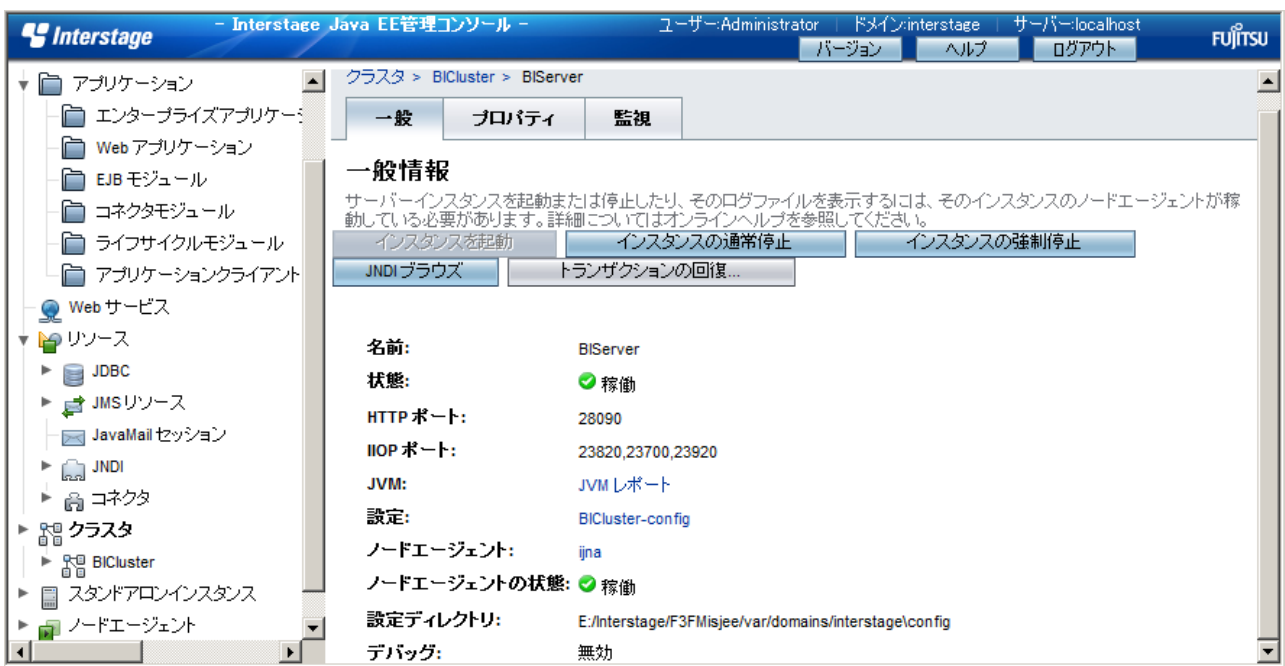 Interstage
- Interstage Java EE管理コンソール -
ユーザー:Administrator ドメイン:interstage サーバー:localhost
FUJITSU
バージョン ヘルプ ログアウト
アプリケーション
エンタープライズアプリケー
Web アプリケーション
EJB モジュール
コネクタモジュール
ライフサイクルモジュール
アプリケーションクライアント
Web サービス
リソース
JDBC
JMS リソース
JavaMail セッション
JNDI
コネクタ
クラスタ
BICluster
スタンドアロンインスタンス
ノードエージェント
クラスタ > BICluster > BIServer
一般 プロパティ 監視
一般情報
サーバーインスタンスを起動または停止したり、そのログファイルを表示するには、そのインスタンスのノードエージェントが稼
動している必要があります。詳細についてはオンラインヘルプを参照してください。
インスタンスを起動 インスタンスの通常停止 インスタンスの強制停止
JNDI ブラウズ トランザクションの回復...
名前: BIServer
状態: 稼働
HTTP ポート: 28090
IIOP ポート: 23820,23700,23920
JVM: JVM レポート
設定: BICluster-config
ノードエージェント: ijna
ノードエージェントの状態: 稼働
設定ディレクトリ: E:/Interstage/F3FMisjee/var/domains/interstage\config
デバッグ: 無効